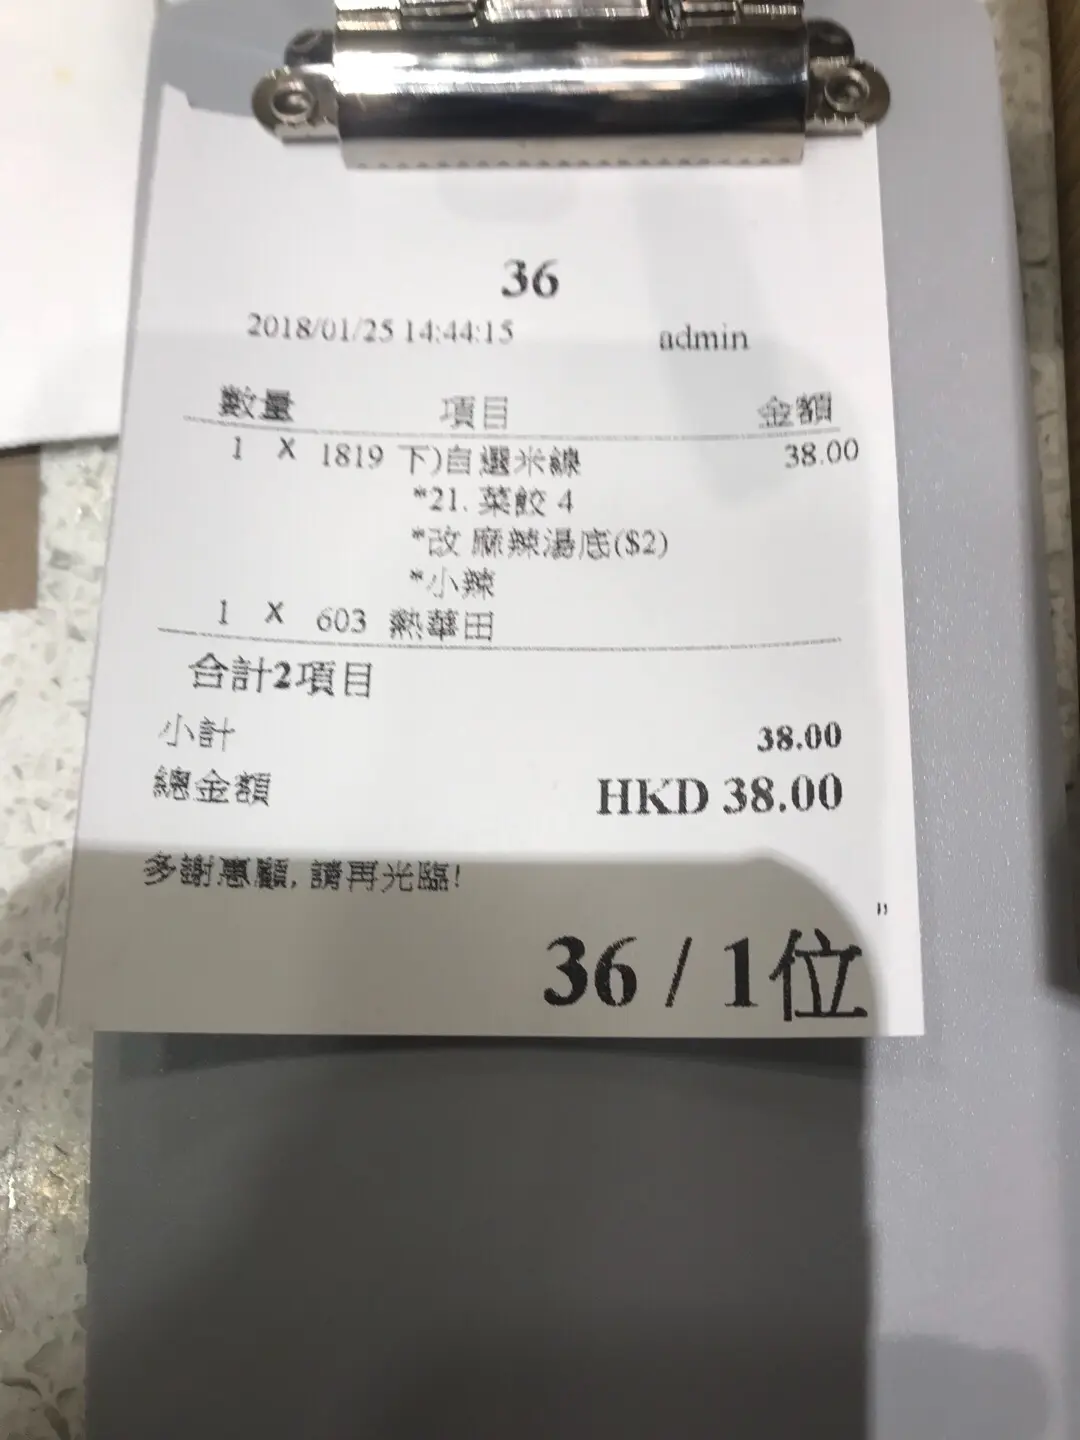 36
2018/01/25 14:44:15 admin
數量 項目 金額
1 X 1819 下)自選米線 38.00
*21. 菜餃 4
*改 麻辣湯底($2)
*小辣
1 X 603 熱華田
合計2項目
小計 38.00
總金額 HKD 38.00
多謝惠顧, 請再光臨!
"
36 / 1位